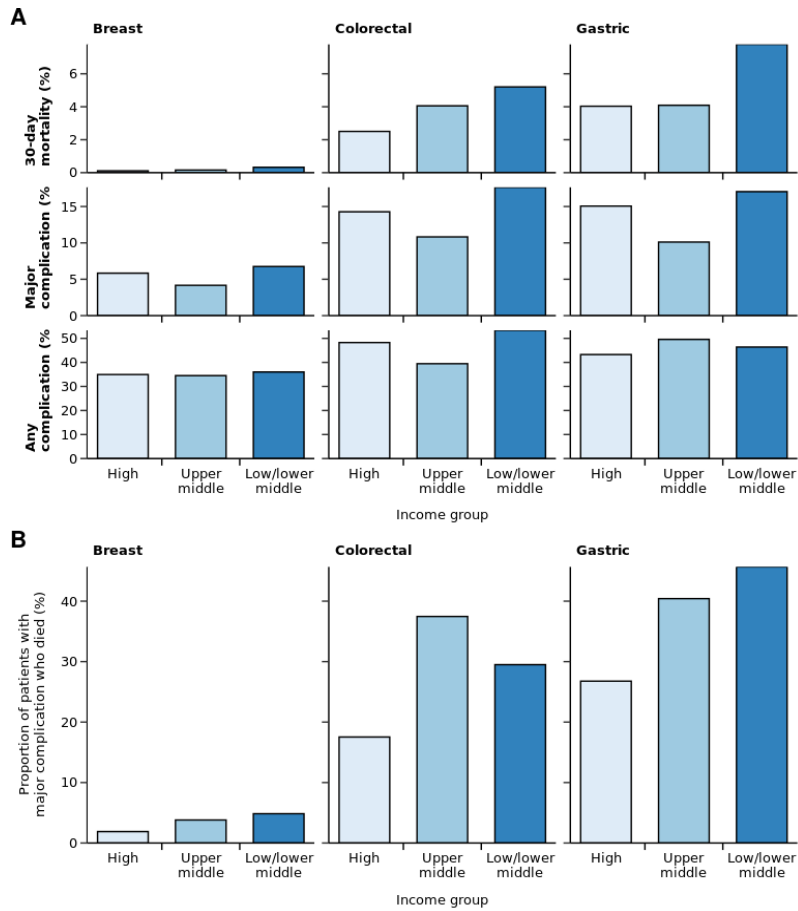 A
Breast Colorectal Gastric
30-day
mortality (%)
6
4
2
0
Major
complication (%
15
10
5
0
Any
complication (%
50
40
30
20
10
0
High Upper middle Low/lower middle High Upper middle Low/lower middle High Upper middle Low/lower middle
Income group
B
Breast Colorectal Gastric
Proportion of patients with
major complication who died (%)
40
30
20
10
0
High Upper middle Low/lower middle High Upper middle Low/lower middle High Upper middle Low/lower middle
Income group